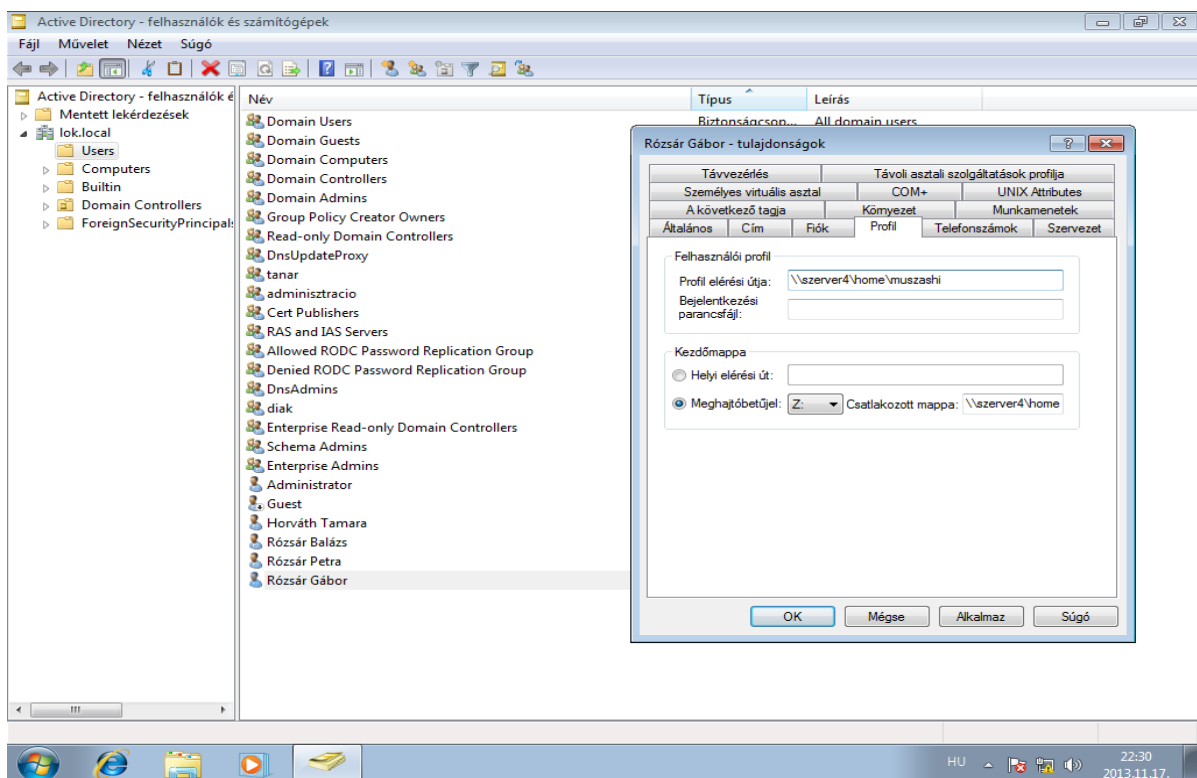 Active Directory - felhasználók és számítógépek
Fájl Művelet Nézet Súgó
Active Directory - felhasználók é
Mentett lekérdezések
lok.local
Users
Computers
Builtin
Domain Controllers
ForeignSecurityPrincipals
Név Típus Leírás
Domain Users Biztonságcsop... All domain users
Domain Guests
Domain Computers
Domain Controllers
Domain Admins
Group Policy Creator Owners
Read-only Domain Controllers
DnsUpdateProxy
tanar
adminisztracio
Cert Publishers
RAS and IAS Servers
Allowed RODC Password Replication Group
Denied RODC Password Replication Group
DnsAdmins
diak
Enterprise Read-only Domain Controllers
Schema Admins
Enterprise Admins
Administrator
Guest
Horváth Tamara
Rózsár Balázs
Rózsár Petra
Rózsár Gábor
Rózsár Gábor - tulajdonságok
Távvezérlés Távoli asztali szolgáltatások profilja
Személyes virtuális asztal COM+ UNIX Attributes
A következő tagja Környezet Munkamenetek
Általános Cím Fiók Profil Telefonszámok Szervezet
Felhasználói profil
Profil elérési útja: \\szerver4\home\muszashi
Bejelentkezési
parancsfájl:
Kezdőmappa
Helyi elérési út:
Meghajtóbetűjel: Z: Csatlakozott mappa: \\szerver4\home
OK Mégse Alkalmaz Súgó
HU 22:30
2013.11.17.